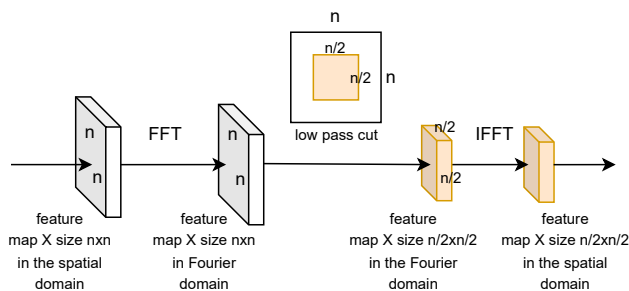 n
n/2
n/2
n
low pass cut
n
n
FFT
n
n
n/2
n/2
IFFT
feature
map X size nxn
in the spatial
domain
feature
map X size nxn
in Fourier
domain
feature
map X size n/2xn/2
in the Fourier
domain
feature
map X size n/2xn/2
in the spatial
domain